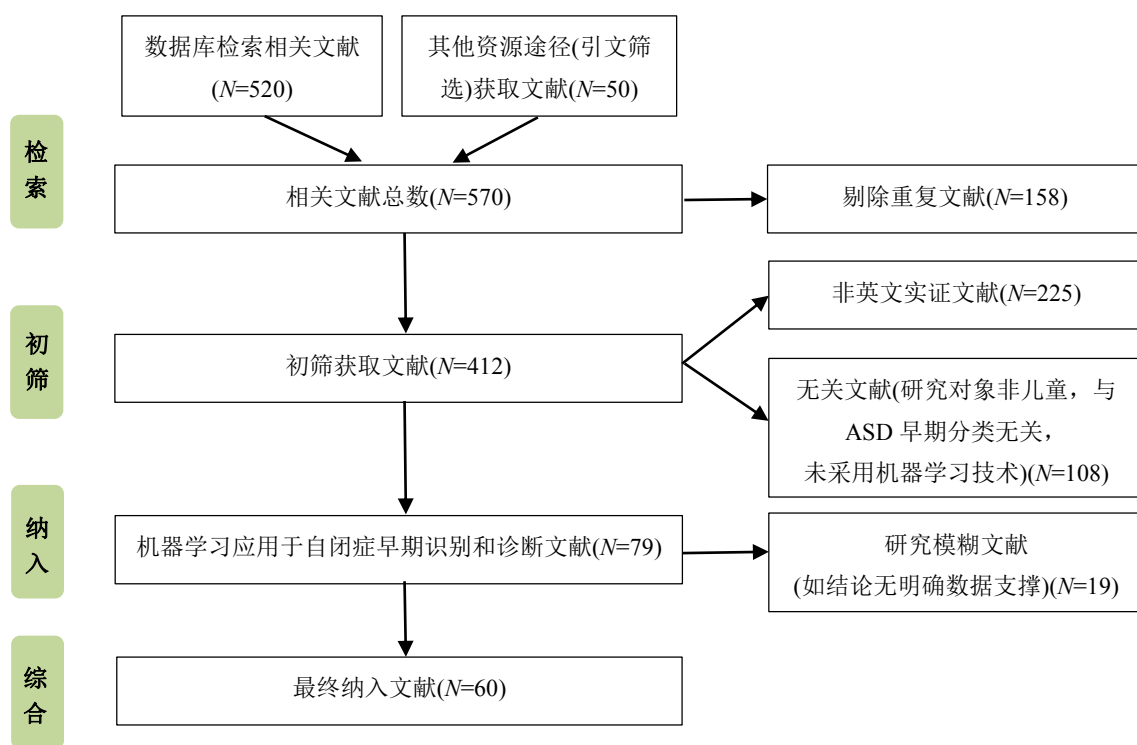 数据库检索相关文献
(N=520)
其他资源途径(引文筛
选)获取文献(N=50)
检
索
相关文献总数(N=570)
剔除重复文献(N=158)
非英文实证文献(N=225)
初
筛
初筛获取文献(N=412)
无关文献(研究对象非儿童，与
ASD 早期分类无关，
未采用机器学习技术)(N=108)
纳
入
机器学习应用于自闭症早期识别和诊断文献(N=79)
研究模糊文献
(如结论无明确数据支撑)(N=19)
综
合
最终纳入文献(N=60)